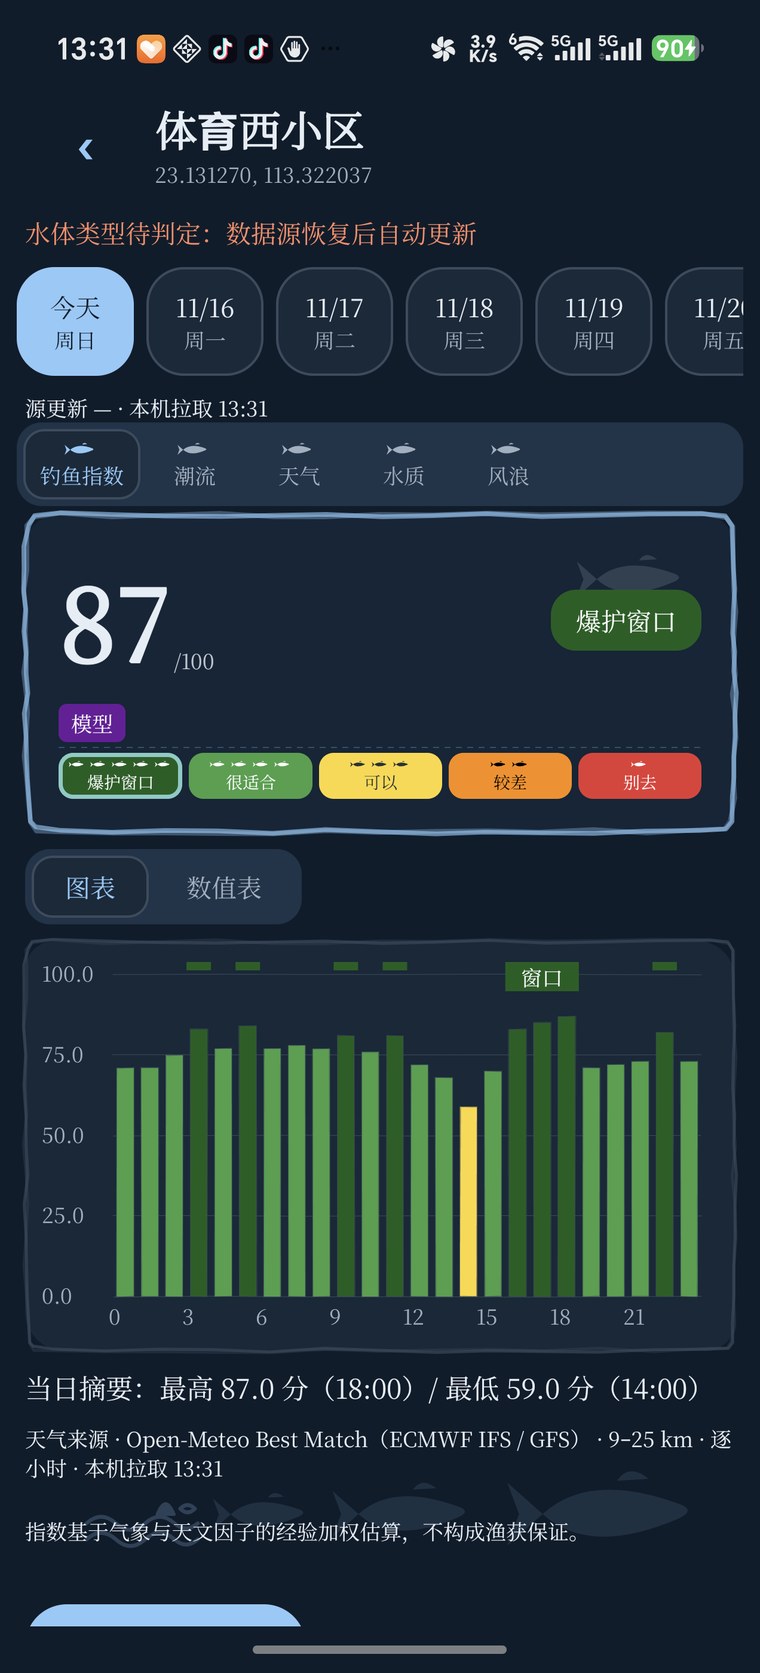 13:31
3.9 K/s 6 5G 5G 90
体育西小区
23.131270, 113.322037
水体类型待判定：数据源恢复后自动更新
今天 11/16 11/17 11/18 11/19 11/20
周日 周一 周二 周三 周四 周五
源更新 — · 本机拉取 13:31
钓鱼指数 潮流 天气 水质 风浪
87 /100
爆护窗口
模型
爆护窗口 很适合 可以 较差 别去
图表 数值表
100.0
窗口
75.0
50.0
25.0
0.0
0 3 6 9 12 15 18 21
当日摘要：最高 87.0 分（18:00）/ 最低 59.0 分（14:00）
天气来源 · Open-Meteo Best Match（ECMWF IFS / GFS） · 9–25 km · 逐
小时 · 本机拉取 13:31
指数基于气象与天文因子的经验加权估算，不构成渔获保证。